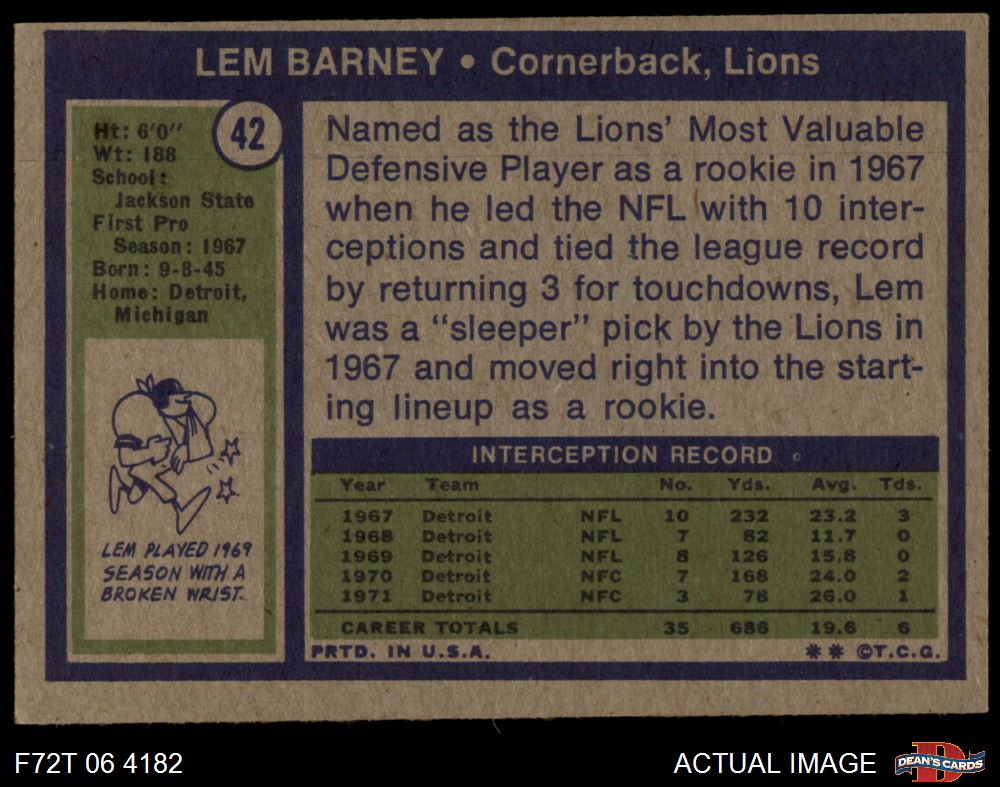 LEM BARNEY • Cornerback, Lions
42
Ht: 6'0"
Wt: 188
School:
Jackson State
First Pro
Season: 1967
Born: 9-8-45
Home: Detroit,
Michigan
LEM PLAYED 1969
SEASON WITH A
BROKEN WRIST.
Named as the Lions' Most Valuable
Defensive Player as a rookie in 1967
when he led the NFL with 10 inter-
ceptions and tied the league record
by returning 3 for touchdowns, Lem
was a "sleeper" pick by the Lions in
1967 and moved right into the start-
ing lineup as a rookie.
INTERCEPTION RECORD
Year Team No. Yds. Avg. Tds.
1967 Detroit NFL 10 232 23.2 3
1968 Detroit NFL 7 82 11.7 0
1969 Detroit NFL 8 126 15.8 0
1970 Detroit NFC 7 168 24.0 2
1971 Detroit NFC 3 78 26.0 1
CAREER TOTALS 35 686 19.6 6
PRTD. IN U.S.A. ** ©T.C.G.
F72T 06 4182 ACTUAL IMAGE DEAN'S CARDS